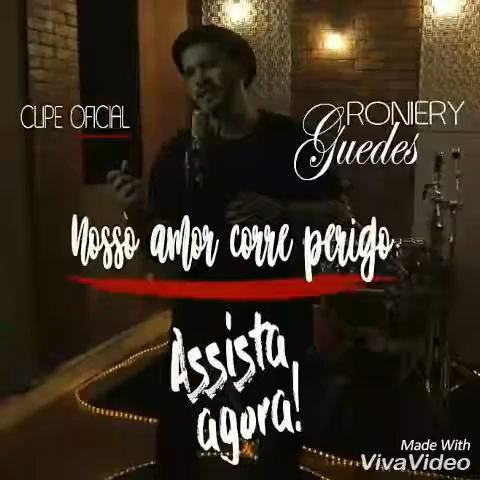 CLIPE OFICIAL
RONIERY
Guedes
Nosso amor corre perigo
Assista
agora!
Made With
VivaVideo